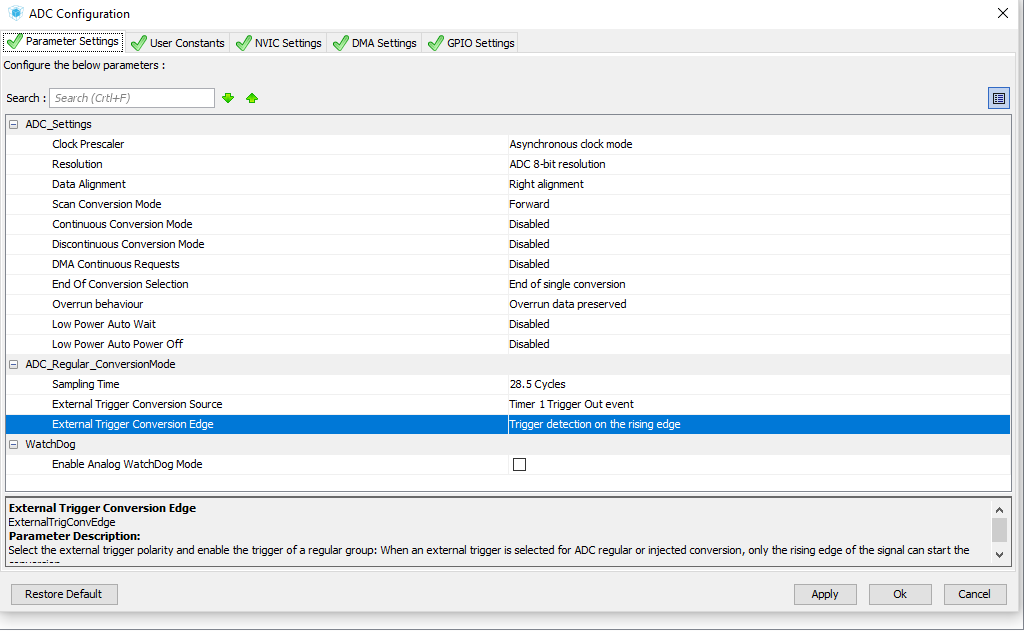 ADC Configuration
Parameter Settings User Constants NVIC Settings DMA Settings GPIO Settings
Configure the below parameters :
Search : Search (Crtl+F)
ADC_Settings
Clock Prescaler Asynchronous clock mode
Resolution ADC 8-bit resolution
Data Alignment Right alignment
Scan Conversion Mode Forward
Continuous Conversion Mode Disabled
Discontinuous Conversion Mode Disabled
DMA Continuous Requests Disabled
End Of Conversion Selection End of single conversion
Overrun behaviour Overrun data preserved
Low Power Auto Wait Disabled
Low Power Auto Power Off Disabled
ADC_Regular_ConversionMode
Sampling Time 28.5 Cycles
External Trigger Conversion Source Timer 1 Trigger Out event
External Trigger Conversion Edge Trigger detection on the rising edge
WatchDog
Enable Analog WatchDog Mode
External Trigger Conversion Edge
ExternalTrigConvEdge
Parameter Description:
Select the external trigger polarity and enable the trigger of a regular group: When an external trigger is selected for ADC regular or injected conversion, only the rising edge of the signal can start the
Restore Default Apply Ok Cancel